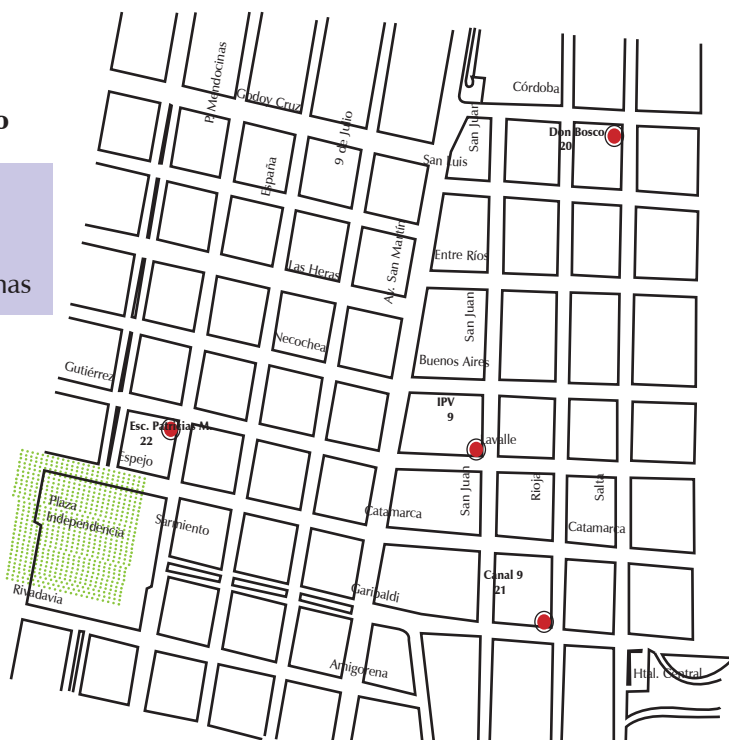 o
nas
P. Mendocinas
Godoy Cruz
9 de Julio
España
San Luis
San Juan
Córdoba
Don Bosco
20
Las Heras
Av. San Martín
Entre Ríos
Necochea
San Juan
Buenos Aires
Gutiérrez
IPV
9
Lavalle
Esc. Patricias M.
22
Espejo
San Juan
Rioja
Salta
Plaza
Independencia
Sarmiento
Catamarca
Catamarca
Canal 9
21
Rivadavia
Garibaldi
Amigorena
Htal. Central